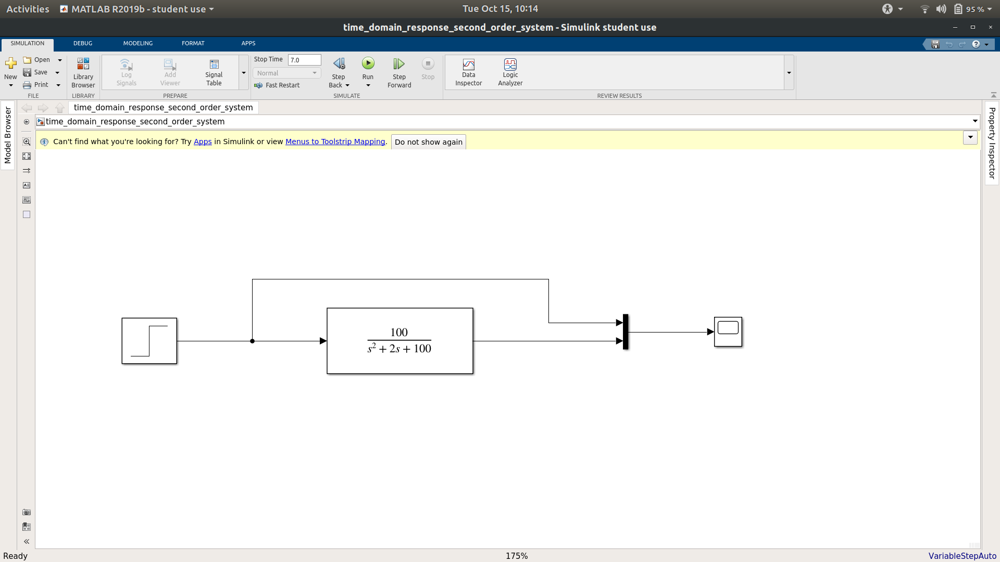 Activities MATLAB R2019b - student use Tue Oct 15, 10:14 95 %
time_domain_response_second_order_system - Simulink student use
SIMULATION DEBUG MODELING FORMAT APPS
New Open Save Print
FILE
Library Browser
LIBRARY
Log Signals Add Viewer Signal Table
PREPARE
Stop Time 7.0
Normal
Fast Restart
Step Back Run Step Forward Stop
SIMULATE
Data Inspector Logic Analyzer
REVIEW RESULTS
Model Browser
Property Inspector
time_domain_response_second_order_system
time_domain_response_second_order_system
Can't find what you're looking for? Try Apps in Simulink or view Menus to Toolstrip Mapping. Do not show again
100
s² + 2s + 100
Ready 175% VariableStepAuto